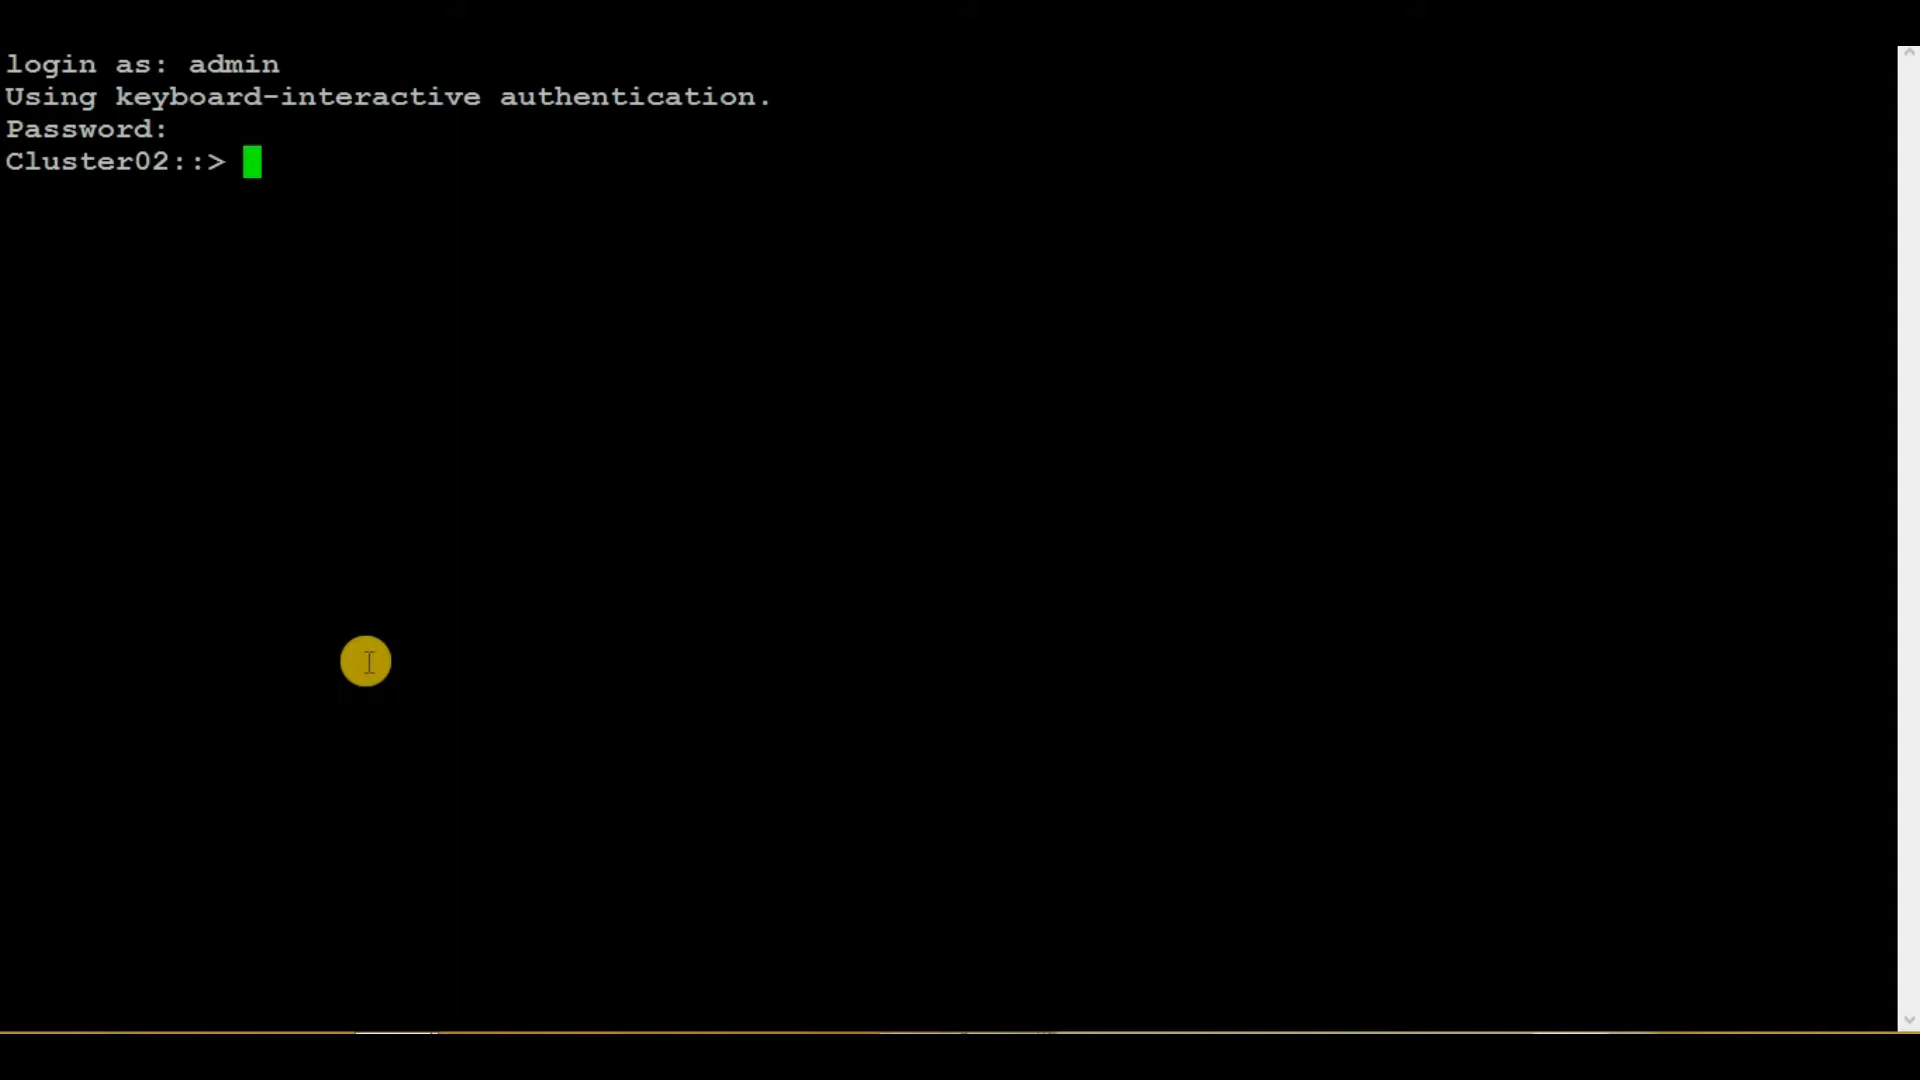 login as: admin
Using keyboard-interactive authentication.
Password:
Cluster02::>